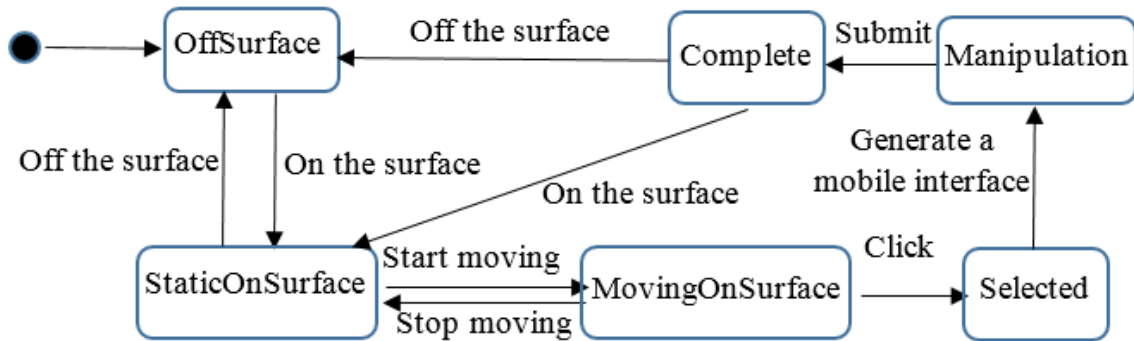 OffSurface
Off the surface
Complete
Submit
Manipulation
Off the surface
On the surface
On the surface
Generate a
mobile interface
StaticOnSurface
Start moving
Stop moving
MovingOnSurface
Click
Selected